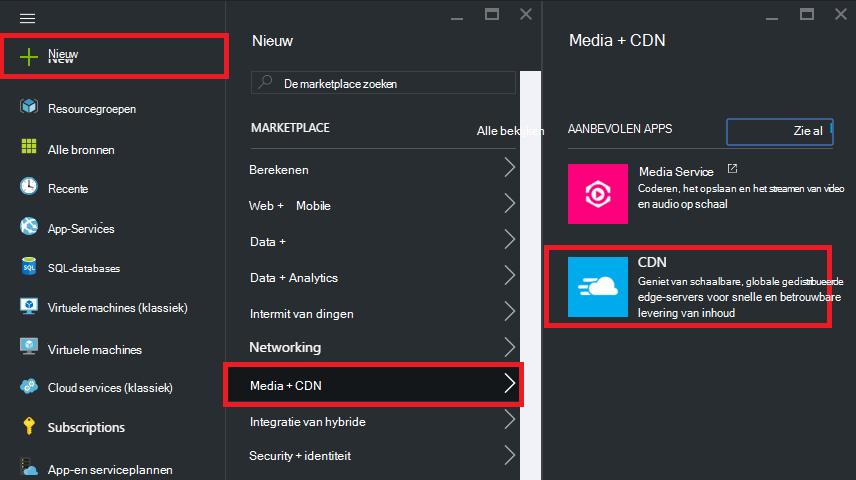 Nieuw
New
Resourcegroepen
Alle bronnen
Recente
App-Services
SQL-databases
Virtuele machines (klassiek)
Virtuele machines
Cloud services (klassiek)
Subscriptions
App-en serviceplannen
Nieuw
De marketplace zoeken
MARKETPLACE
Alle bekijken
Berekenen
Web + Mobile
Data +
Data + Analytics
Intermit van dingen
Networking
Media + CDN
Integratie van hybride
Security + identiteit
Media + CDN
AANBEVOLEN APPS
Zie al
Media Service
Coderen, het opslaan en het streamen van video
en audio op schaal
CDN
Geniet van schaalbare, globale gedistribueerde
edge-servers voor snelle en betrouwbare
levering van inhoud
SQL